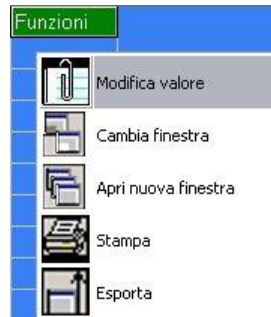 Funzioni
Modifica valore
Cambia finestra
Apri nuova finestra
Stampa
Esporta